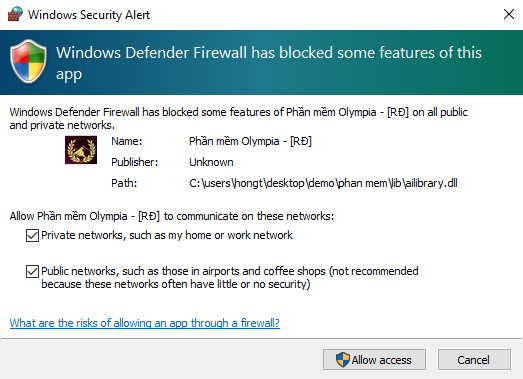 Windows Security Alert
Windows Defender Firewall has blocked some features of this
app
Windows Defender Firewall has blocked some features of Phần mềm Olympia - [RĐ] on all public
and private networks.
Name: Phần mềm Olympia - [RĐ]
Publisher: Unknown
Path: C:\users\hongt\desktop\demo\phan mem\lib\ailibrary.dll
Allow Phần mềm Olympia - [RĐ] to communicate on these networks:
Private networks, such as my home or work network
Public networks, such as those in airports and coffee shops (not recommended
because these networks often have little or no security)
What are the risks of allowing an app through a firewall?
Allow access Cancel